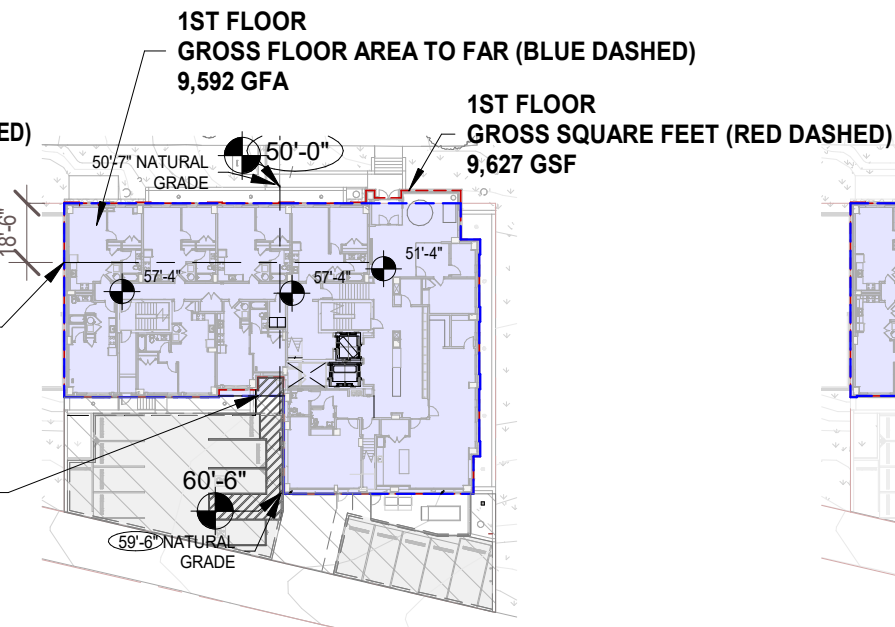 1ST FLOOR
GROSS FLOOR AREA TO FAR (BLUE DASHED)
9,592 GFA
1ST FLOOR
GROSS SQUARE FEET (RED DASHED)
9,627 GSF
ED)
50'-7" NATURAL
GRADE
50'-0"
18'-6"
57'-4"
57'-4"
51'-4"
60'-6"
59'-6" NATURAL
GRADE